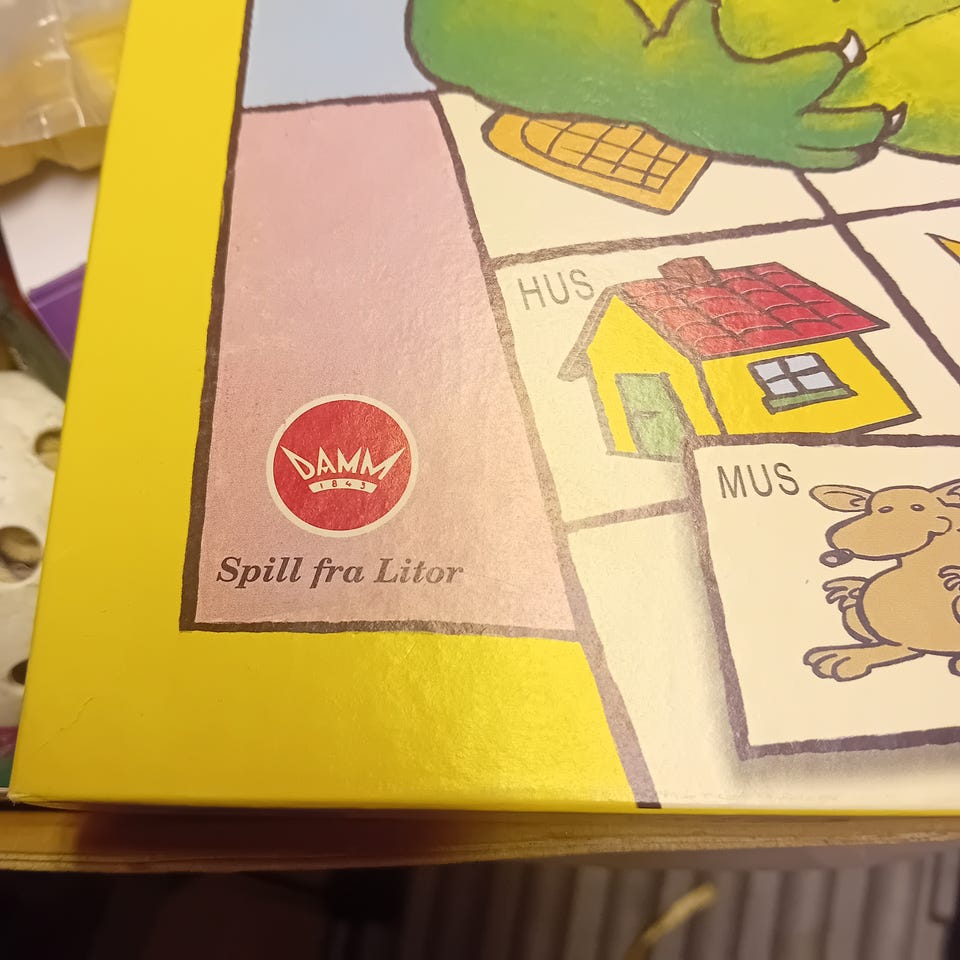 HUS
MUS
DAMM
1843
Spill fra Litor